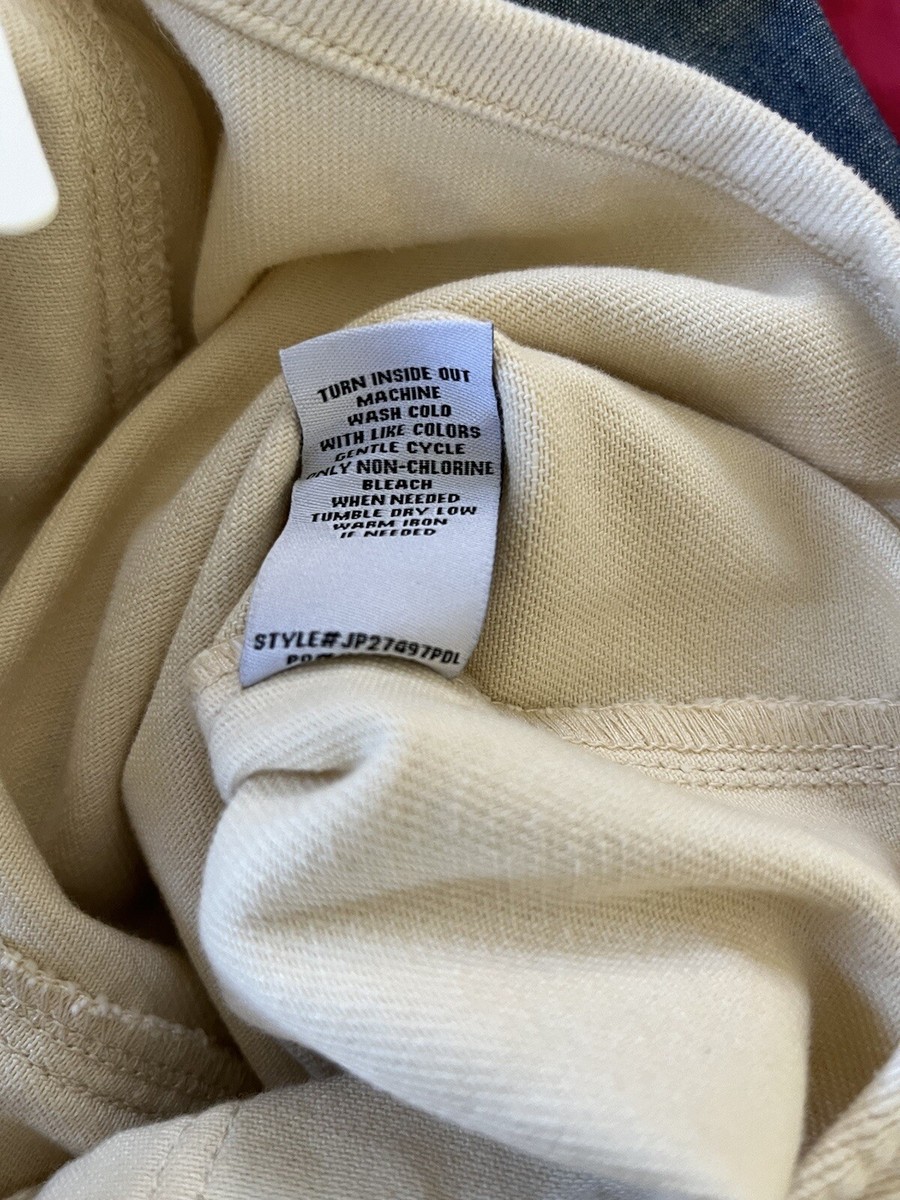 TURN INSIDE OUT
MACHINE
WASH COLD
WITH LIKE COLORS
GENTLE CYCLE
ONLY NON-CHLORINE
BLEACH
WHEN NEEDED
TUMBLE DRY LOW
WARM IRON
IF NEEDED
STYLE#JP27497PDL